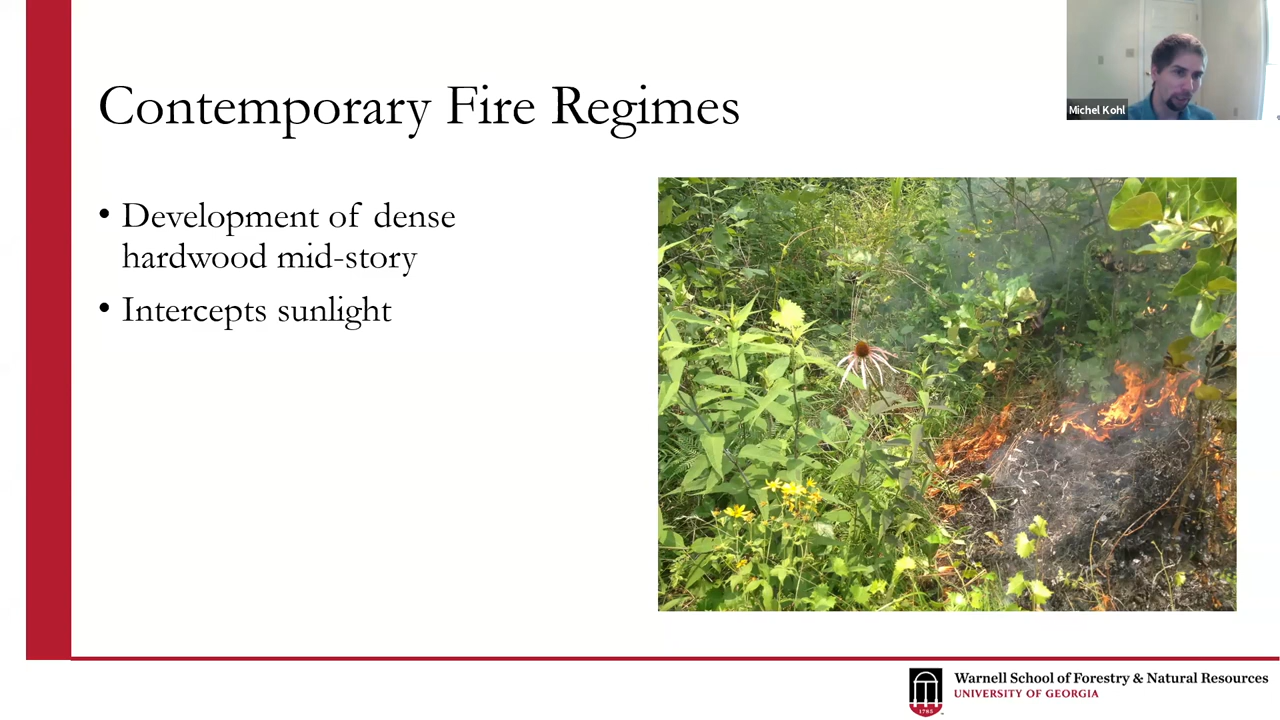 Michel Kohl
Contemporary Fire Regimes
• Development of dense
hardwood mid-story
• Intercepts sunlight
1785
Warnell School of Forestry & Natural Resources
UNIVERSITY OF GEORGIA